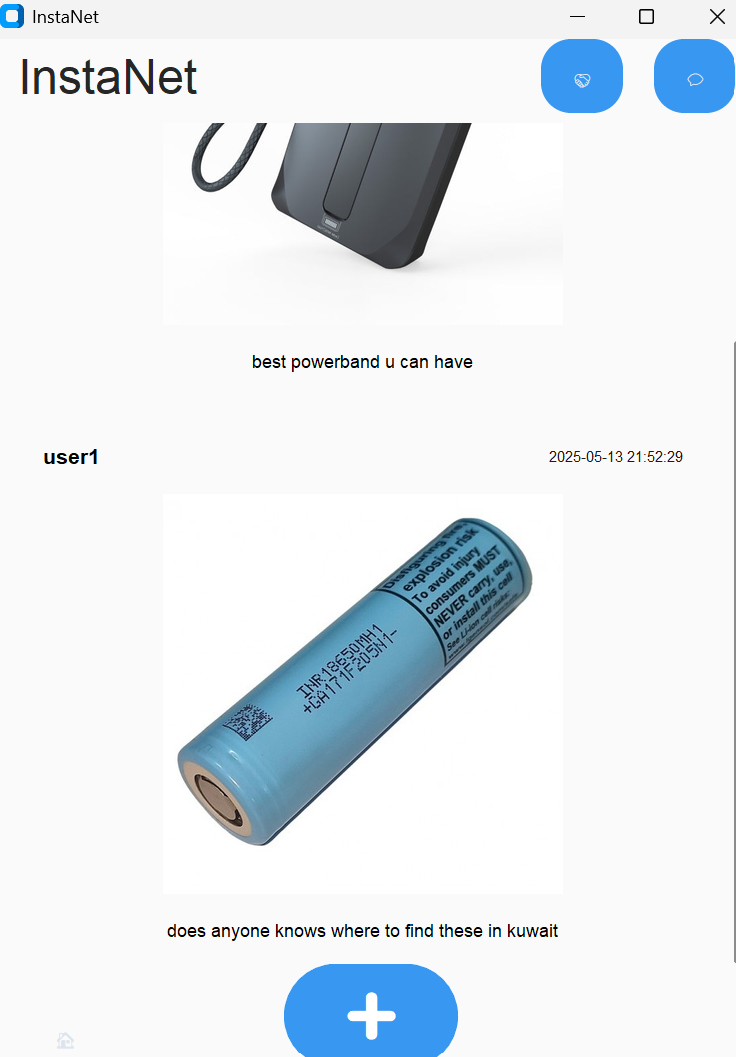 InstaNet
InstaNet
best powerband u can have
user1
2025-05-13 21:52:29
Disfiguring fire,
explosion risk
To avoid injury
consumers MUST
NEVER carry, use,
or install this cell
See Li-ion cell risks:
INR18650MH1
+GA171F205N1-
does anyone knows where to find these in kuwait